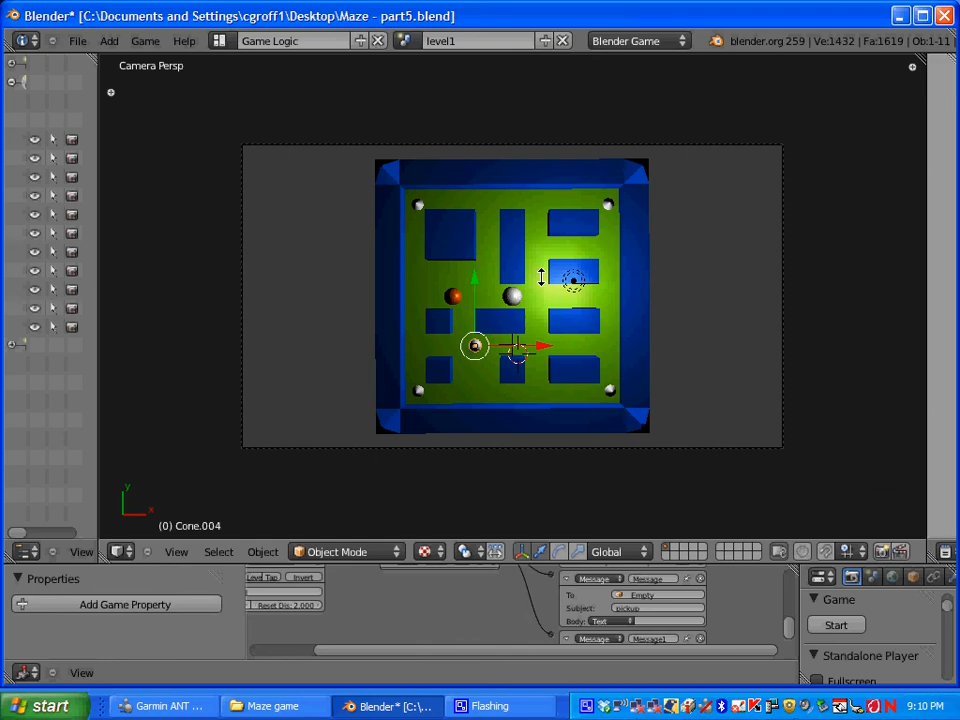 Blender* [C:\Documents and Settings\cgroff1\Desktop\Maze - part5.blend]
File Add Game Help Game Logic level1 Blender Game blender.org 259 | Ve:1432 | Fa:1619 | Ob:1-11 |
Camera Persp
y
x
(0) Cone.004
View View Select Object Object Mode Global
Properties
Add Game Property
Leve Tap Invert
Reset Dis: 2.000
Message Message
To Empty
Subject: pickup
Body: Text
Message Message1
Game
Start
Standalone Player
Fullscreen
View
start Garmin ANT ... Maze game Blender* [C:\... Flashing 9:10 PM